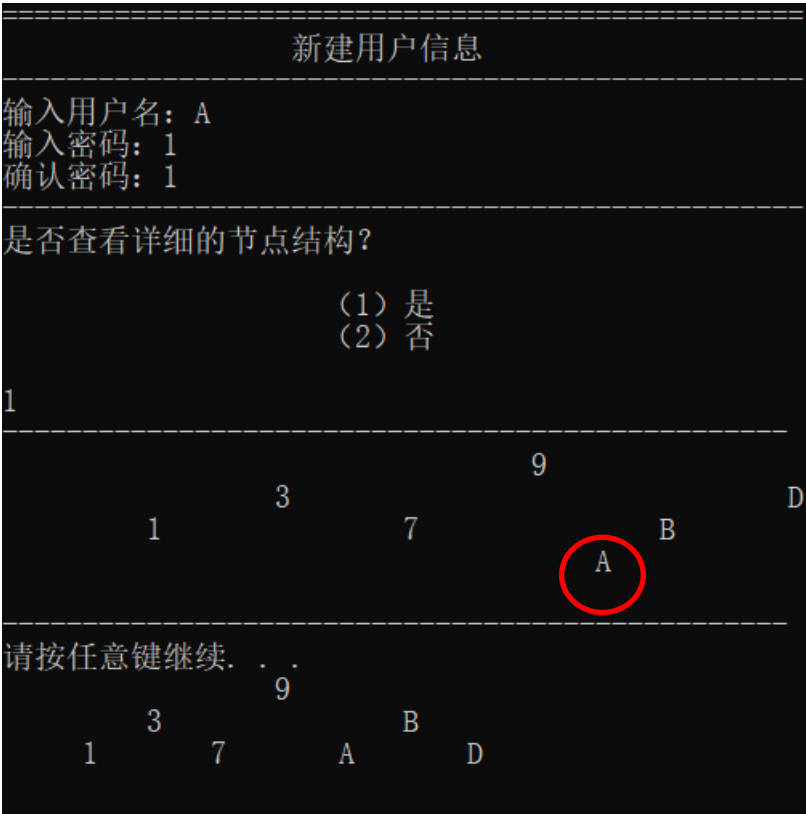 新建用户信息
输入用户名：A
输入密码：1
确认密码：1
是否查看详细的节点结构？
（1）是
（2）否
1
9
3 D
1 7 B
A
请按任意键继续. . .
9
3 B
1 7 A D